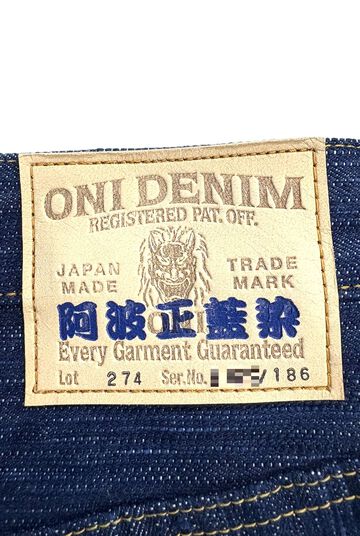 ONI DENIM
REGISTERED PAT. OFF.
JAPAN TRADE
MADE MARK
阿波正藍染
ONI
Every Garment Guaranteed
Lot 274 Ser.No. /186